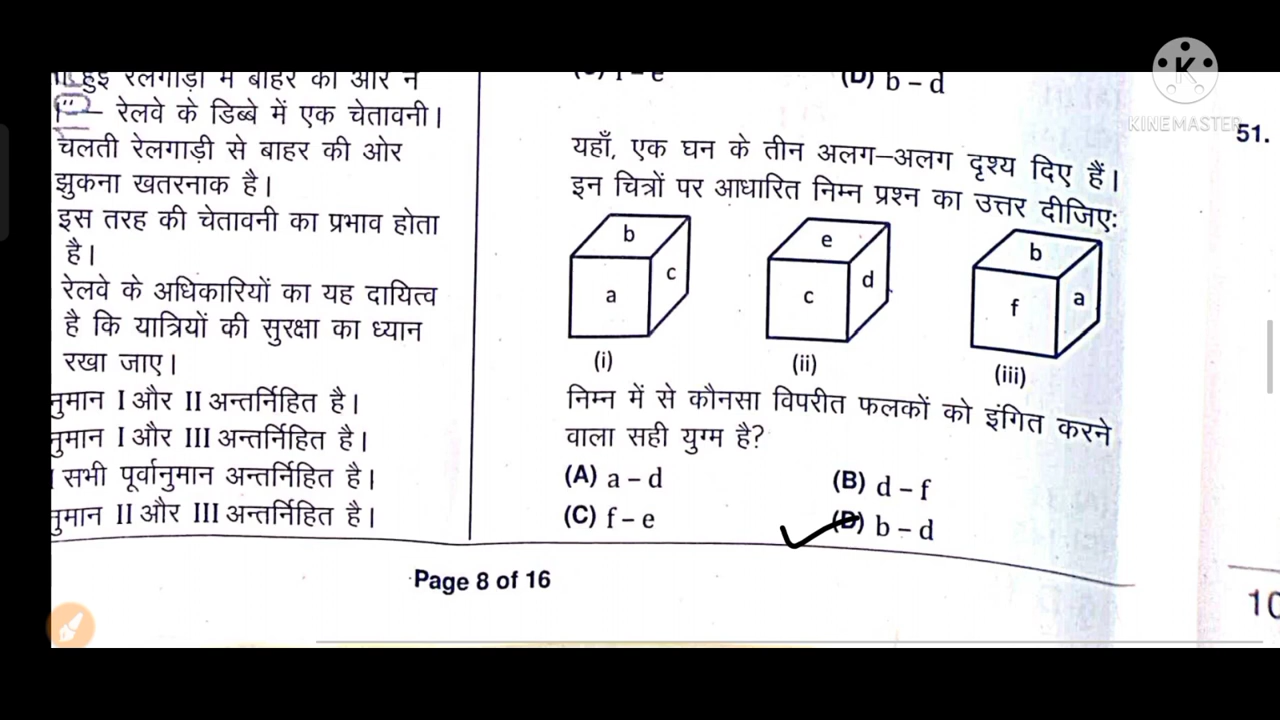 हुई रेलगाड़ी में बाहर की ओर न
— रेलवे के डिब्बे में एक चेतावनी।
चलती रेलगाड़ी से बाहर की ओर
झुकना खतरनाक है।
इस तरह की चेतावनी का प्रभाव होता
है।
रेलवे के अधिकारियों का यह दायित्व
है कि यात्रियों की सुरक्षा का ध्यान
रखा जाए।
नुमान I और II अन्तर्निहित है।
नुमान I और III अन्तर्निहित है।
सभी पूर्वानुमान अन्तर्निहित है।
नुमान II और III अन्तर्निहित है।
(C) f – e (D) b – d
यहाँ, एक घन के तीन अलग–अलग दृश्य दिए हैं।
इन चित्रों पर आधारित निम्न प्रश्न का उत्तर दीजिएः
b
a
c
(i)
e
c
d
(ii)
b
f
a
(iii)
निम्न में से कौनसा विपरीत फलकों को इंगित करने
वाला सही युग्म है?
(A) a – d (B) d – f
(C) f – e (D) b – d
Page 8 of 16
51.
10
K
KINEMASTER